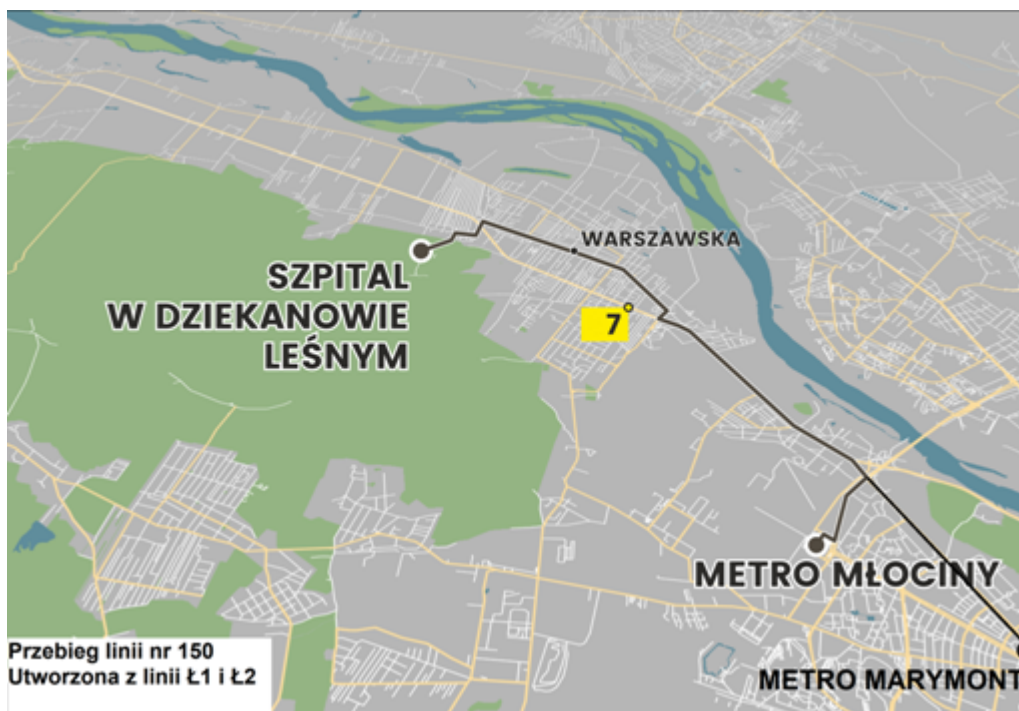 WARSZAWSKA
SZPITAL
W DZIEKANOWIE
LEŚNYM
7
METRO MŁOCINY
Przebieg linii nr 150
Utworzona z linii Ł1 i Ł2
METRO MARYMONT